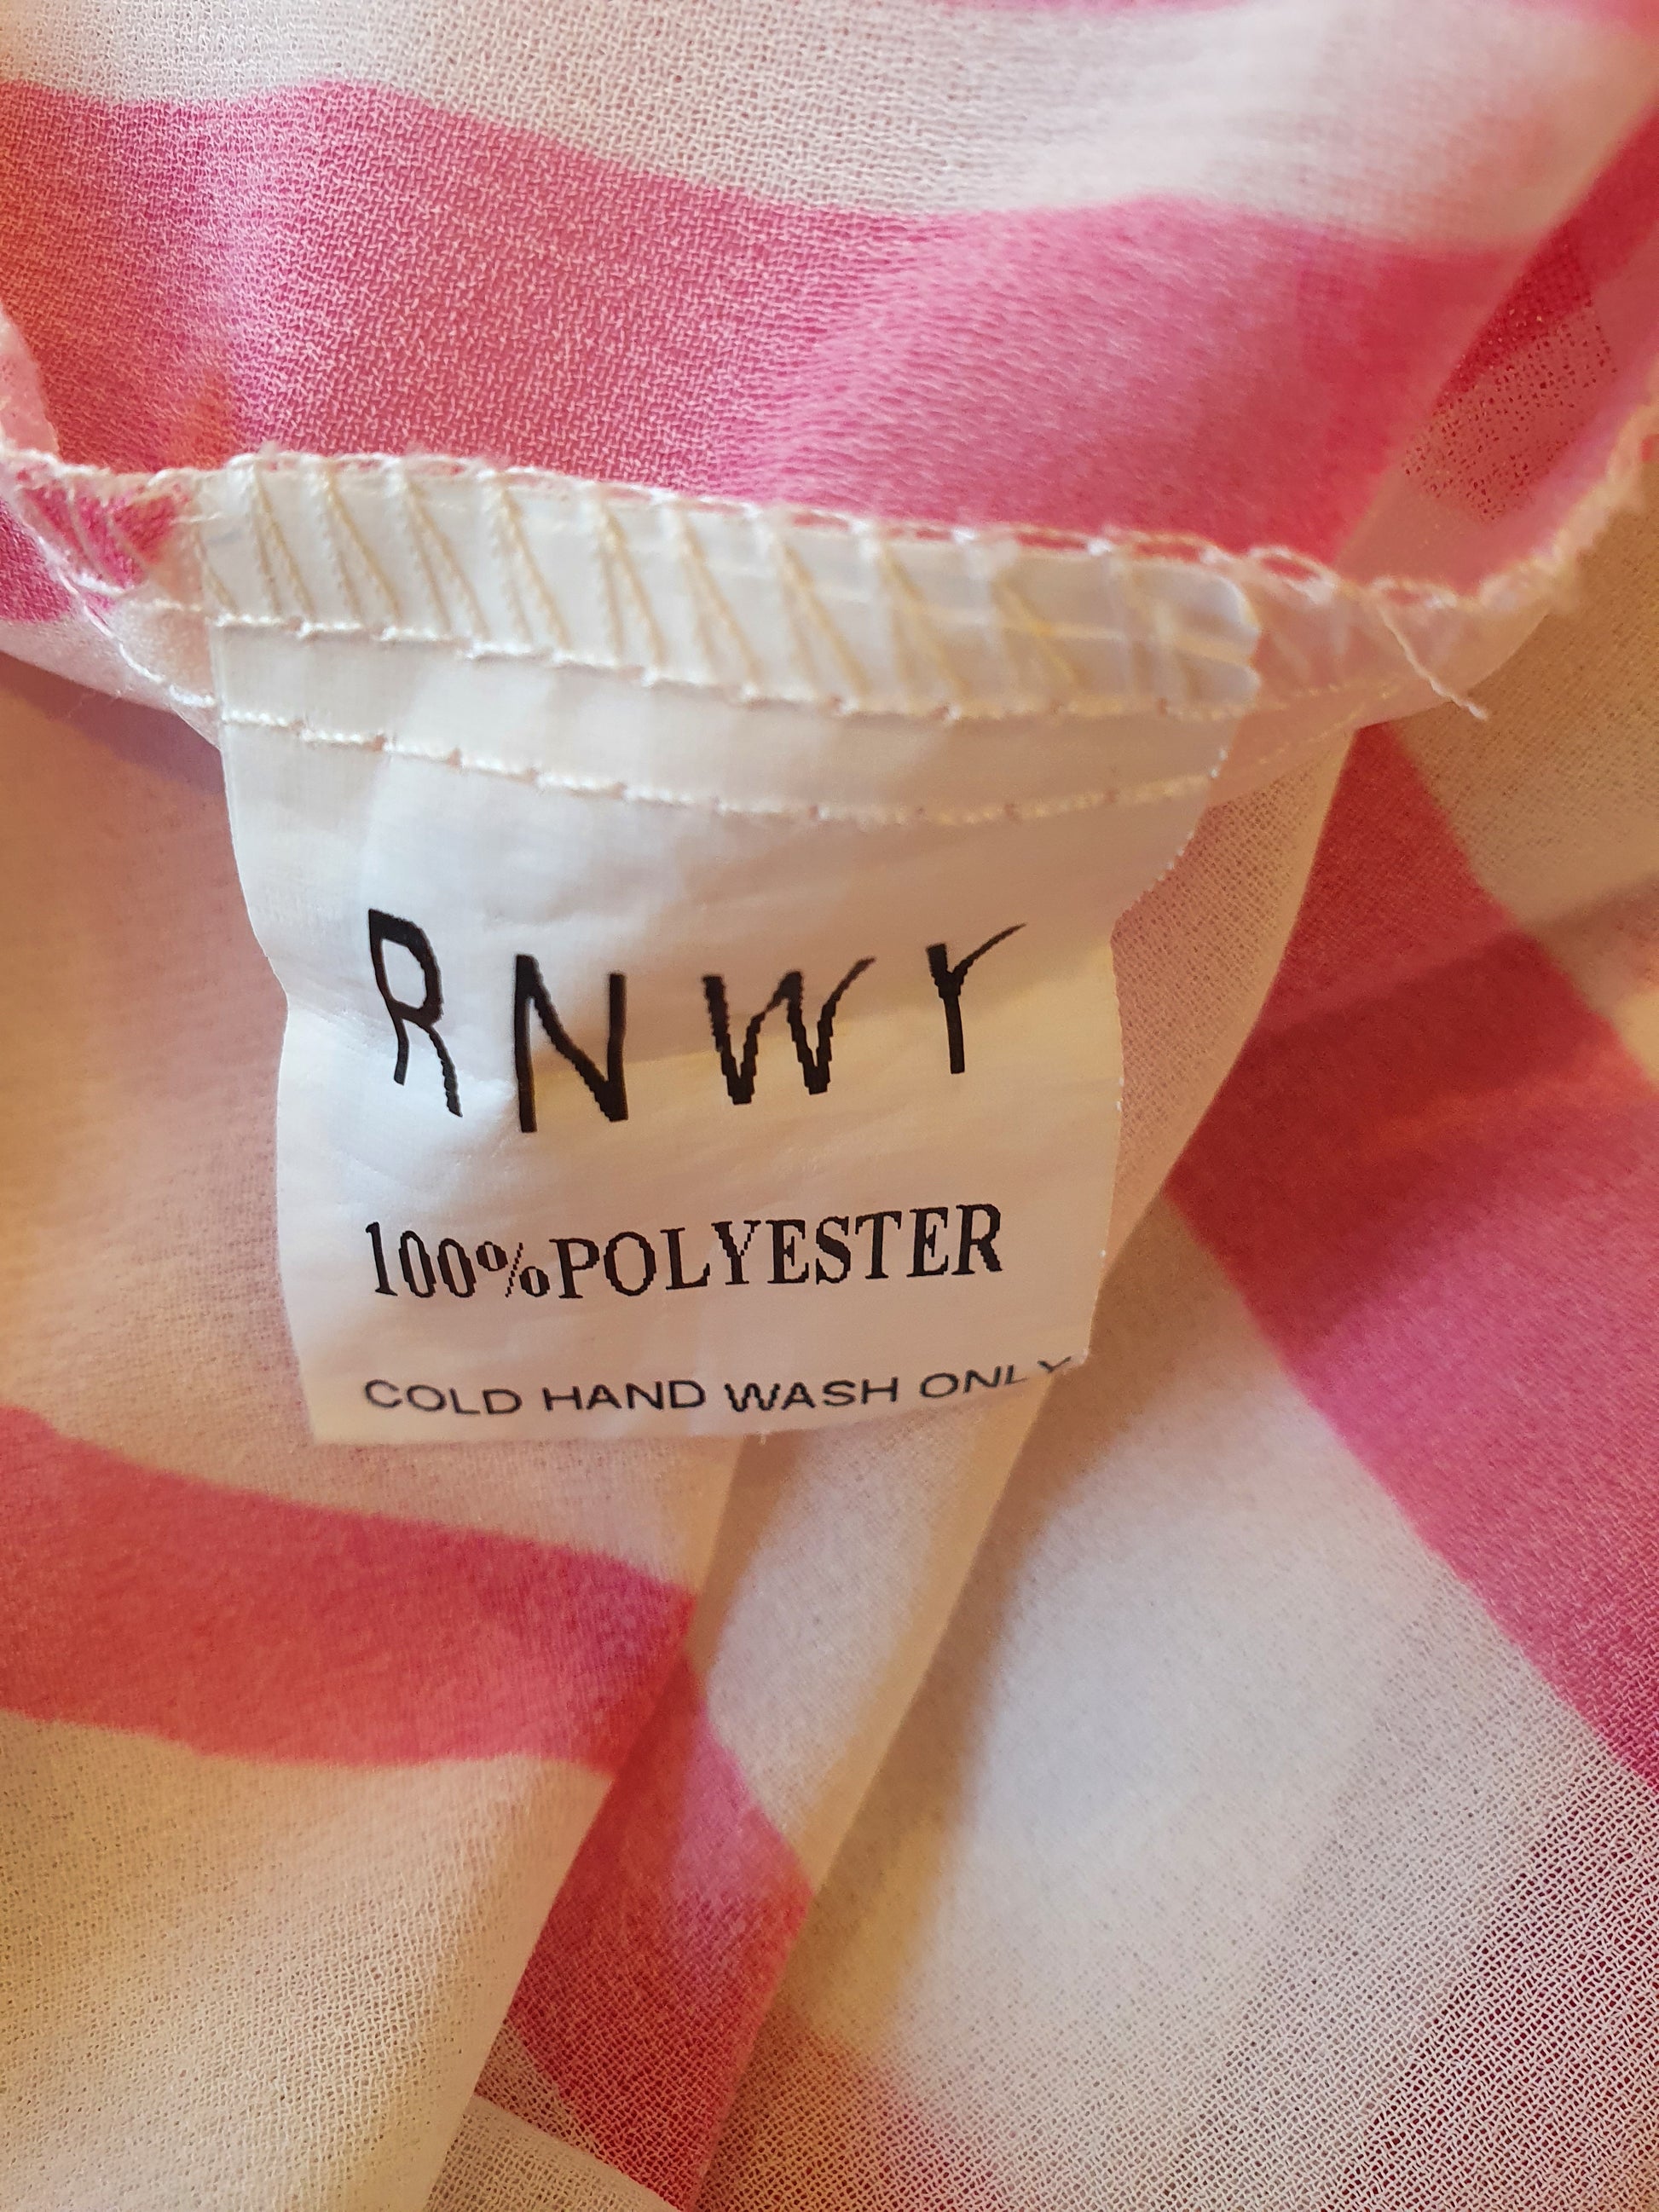 RNWY
100%POLYESTER
COLD HAND WASH ONLY